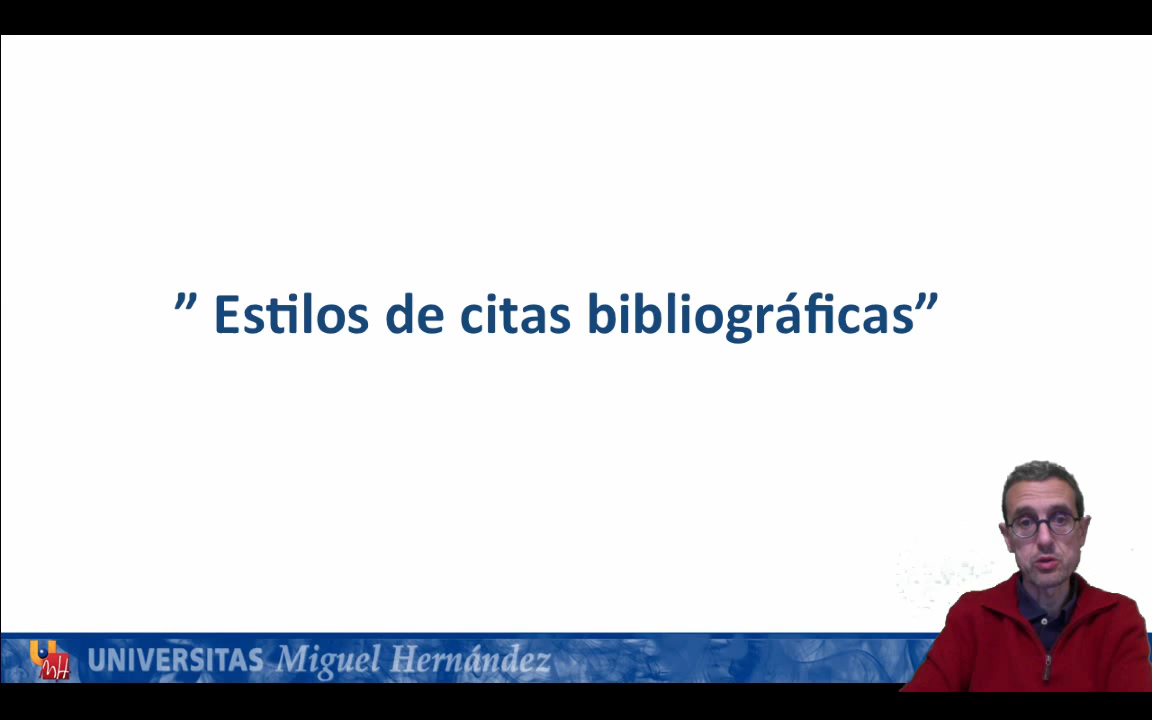 ” Estilos de citas bibliográficas”
UNIVERSITAS Miguel Hernández